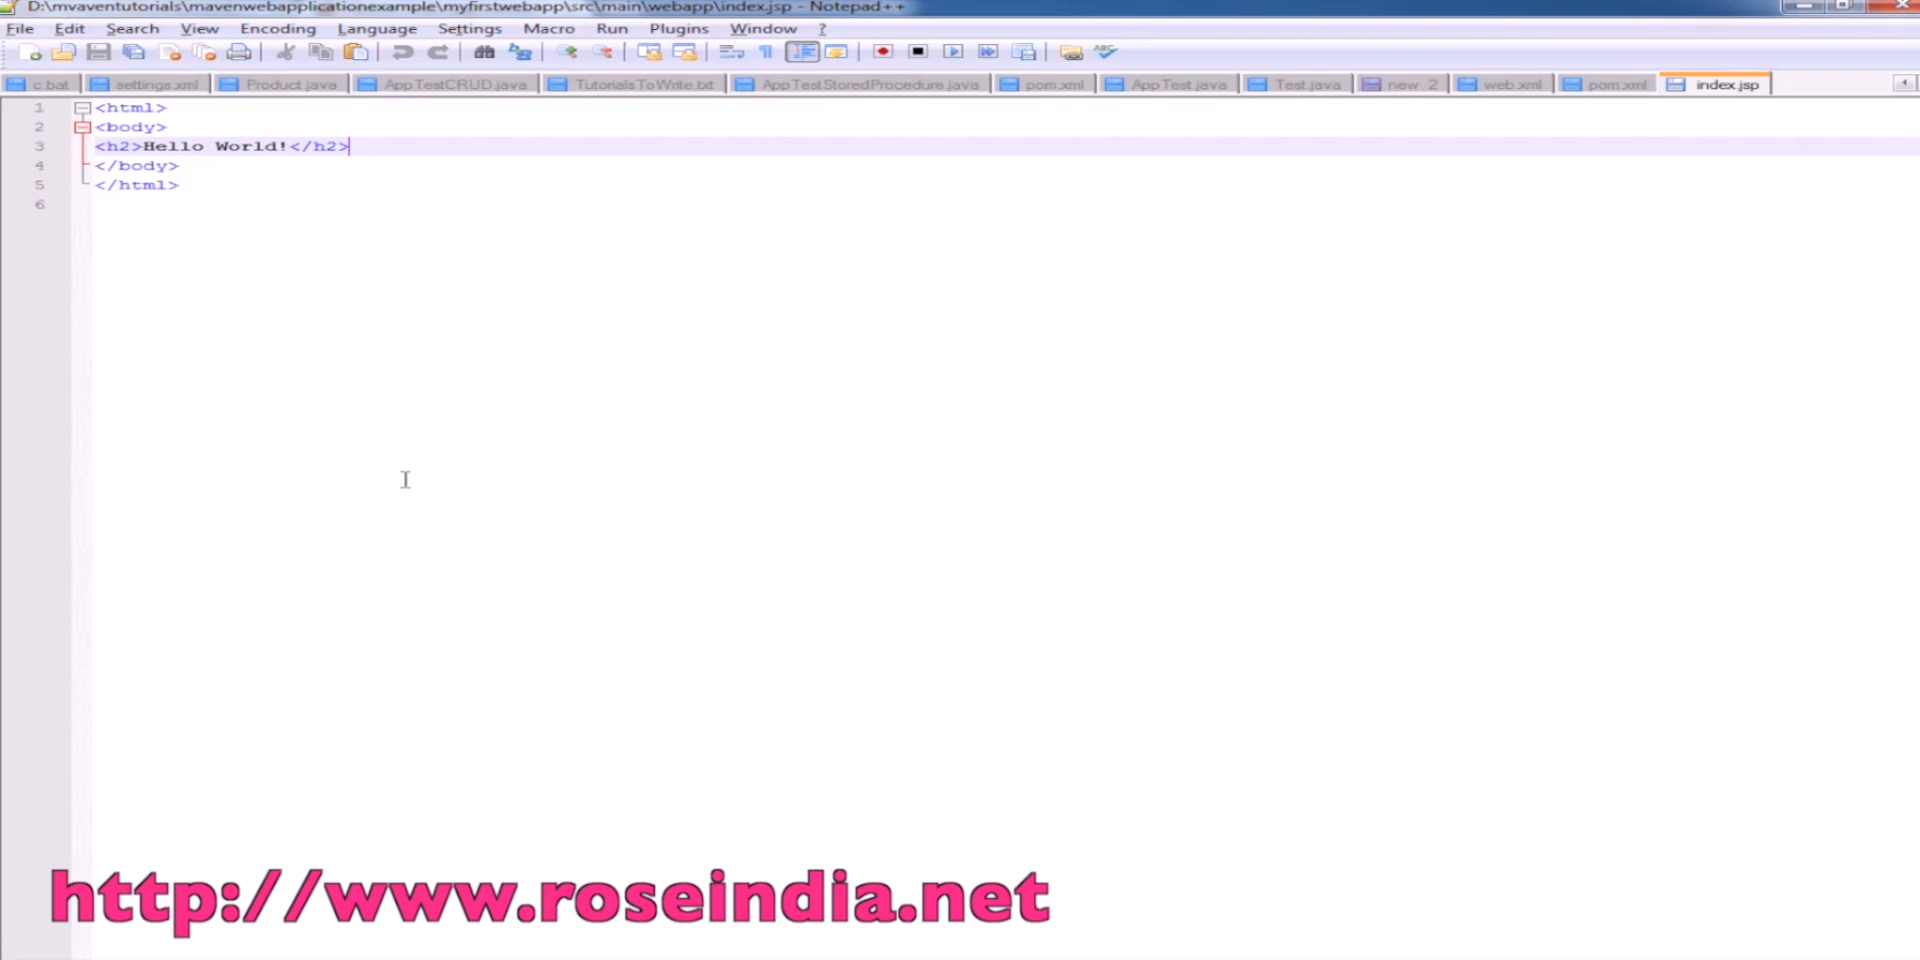 D:\mvaventutorials\mavenwebapplicationexample\myfirstwebapp\src\main\webapp\index.jsp - Notepad++
File Edit Search View Encoding Language Settings Macro Run Plugins Window ?
c.bat settings.xml Product.java AppTestCRUD.java TutorialsToWrite.txt AppTestStoredProcedure.java pom.xml AppTest.java Test.java new 2 web.xml pom.xml index.jsp
1 <html>
2 <body>
3 <h2>Hello World!</h2>
4 </body>
5 </html>
6
http://www.roseindia.net